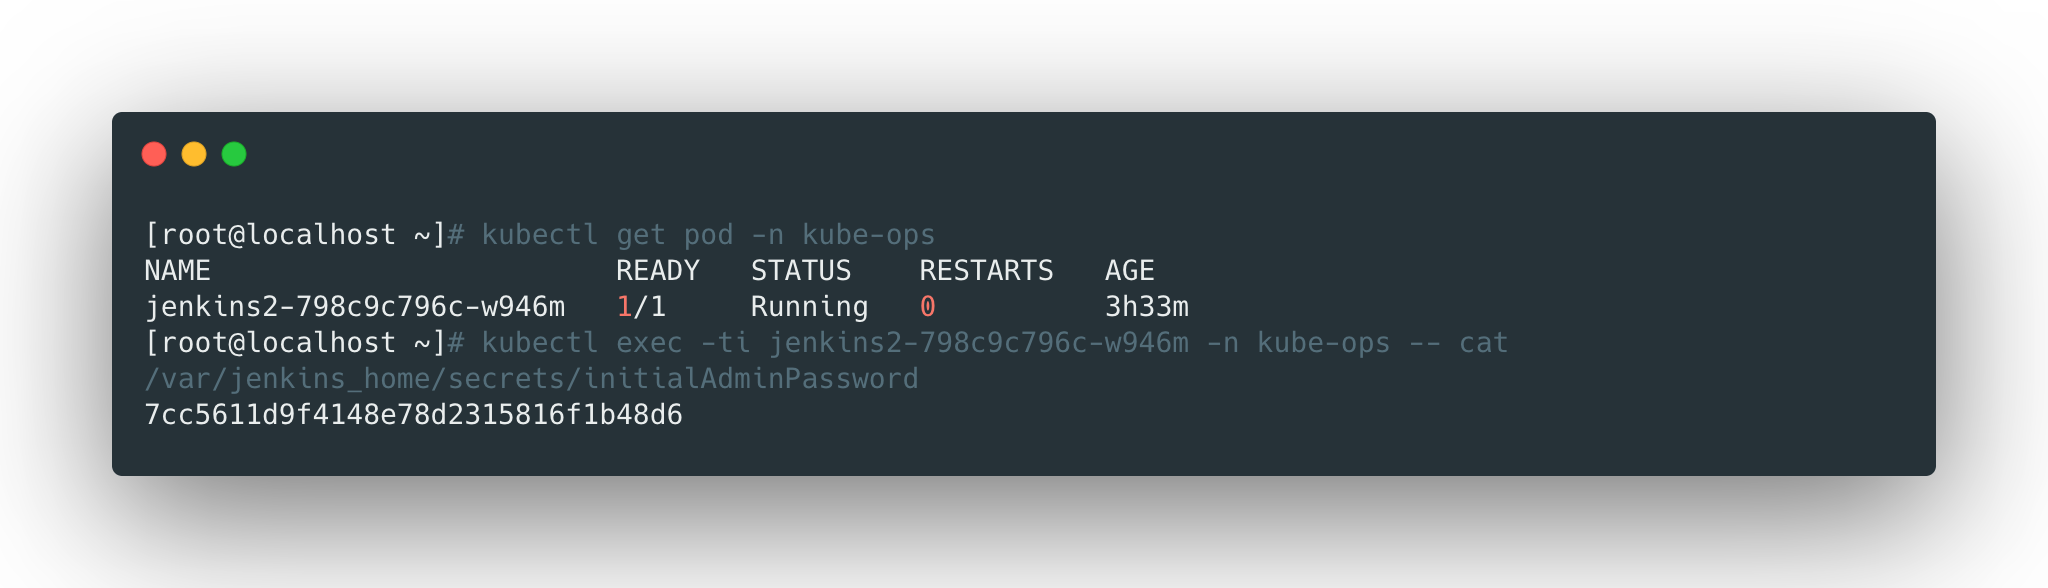 [root@localhost ~]# kubectl get pod -n kube-ops
NAME                        READY   STATUS    RESTARTS   AGE
jenkins2-798c9c796c-w946m   1/1     Running   0          3h33m
[root@localhost ~]# kubectl exec -ti jenkins2-798c9c796c-w946m -n kube-ops -- cat
/var/jenkins_home/secrets/initialAdminPassword
7cc5611d9f4148e78d2315816f1b48d6